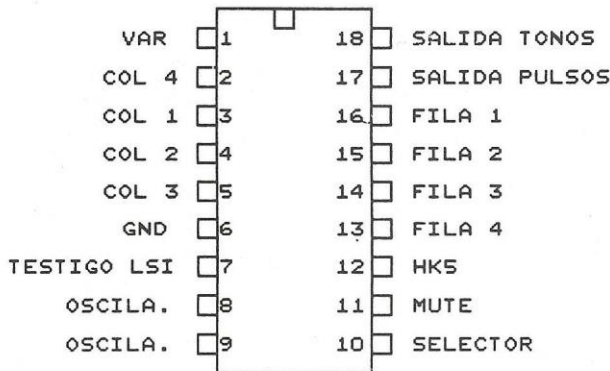 VAR 1 18 SALIDA TONOS
COL 4 2 17 SALIDA PULSOS
COL 1 3 16 FILA 1
COL 2 4 15 FILA 2
COL 3 5 14 FILA 3
GND 6 13 FILA 4
TESTIGO LSI 7 12 HK5
OSCILA. 8 11 MUTE
OSCILA. 9 10 SELECTOR